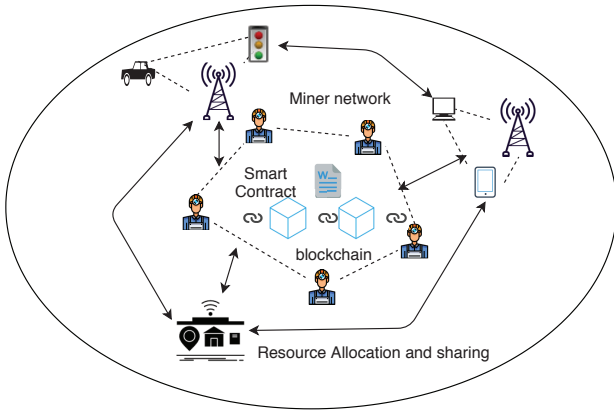 Miner network
Smart
Contract
W
blockchain
Resource Allocation and sharing